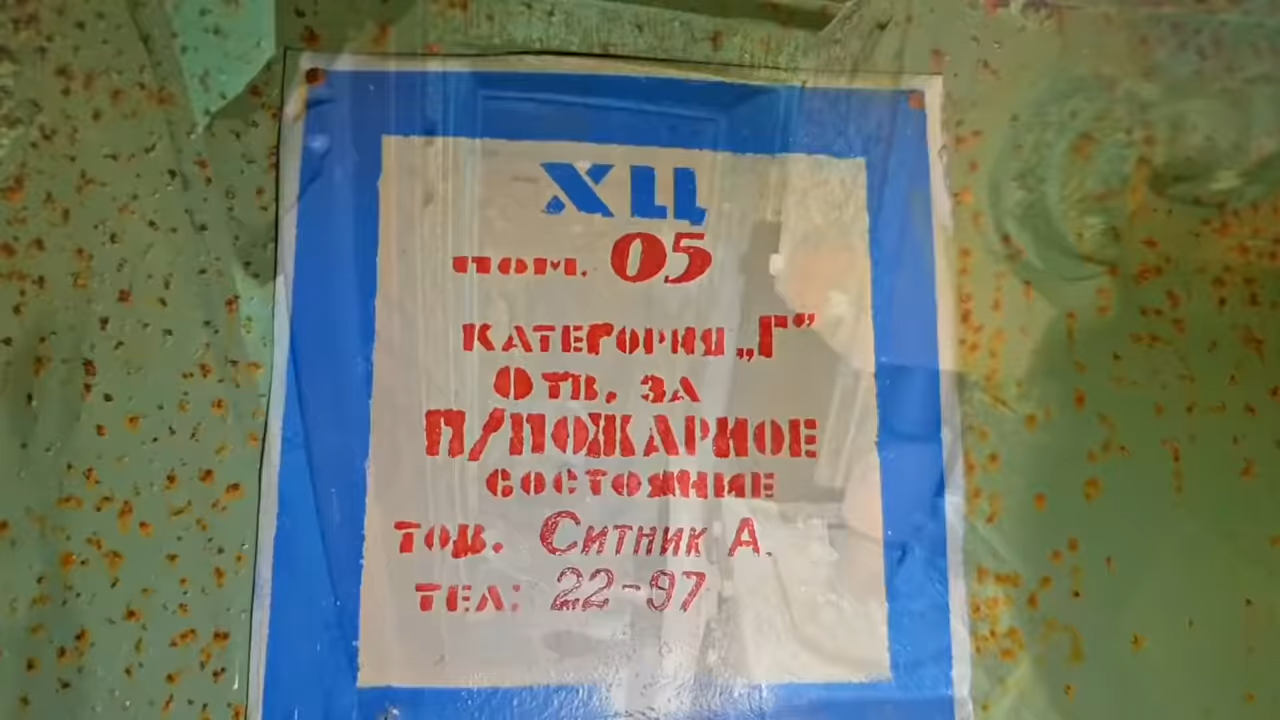 ХЦ
пом. 05
КАТЕГОРИЯ „Г”
Отв. за
П/ПОЖАРНОЕ
состояние
тов. Ситник А.
тел: 22-97